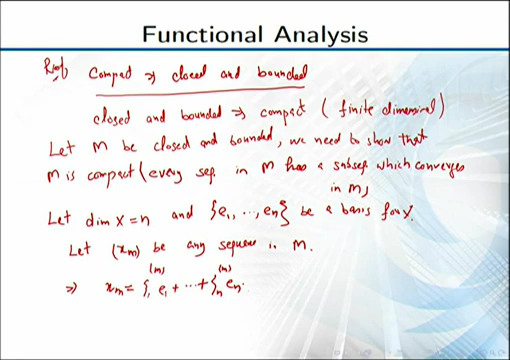 Functional Analysis
Proof. Compact ⇒ closed and bounded
closed and bounded ⇒ compact (finite dimensional)
Let M be closed and bounded, we need to show that
M is compact (every seq. in M has a subseq which converges
in M)
Let dim X = n and {e₁, ..., eₙ} be a basis for X.
Let (xₘ) be any sequence in M.
⇒ xₘ = ξ₁⁽ᵐ⁾ e₁ + ... + ξₙ⁽ᵐ⁾ eₙ.